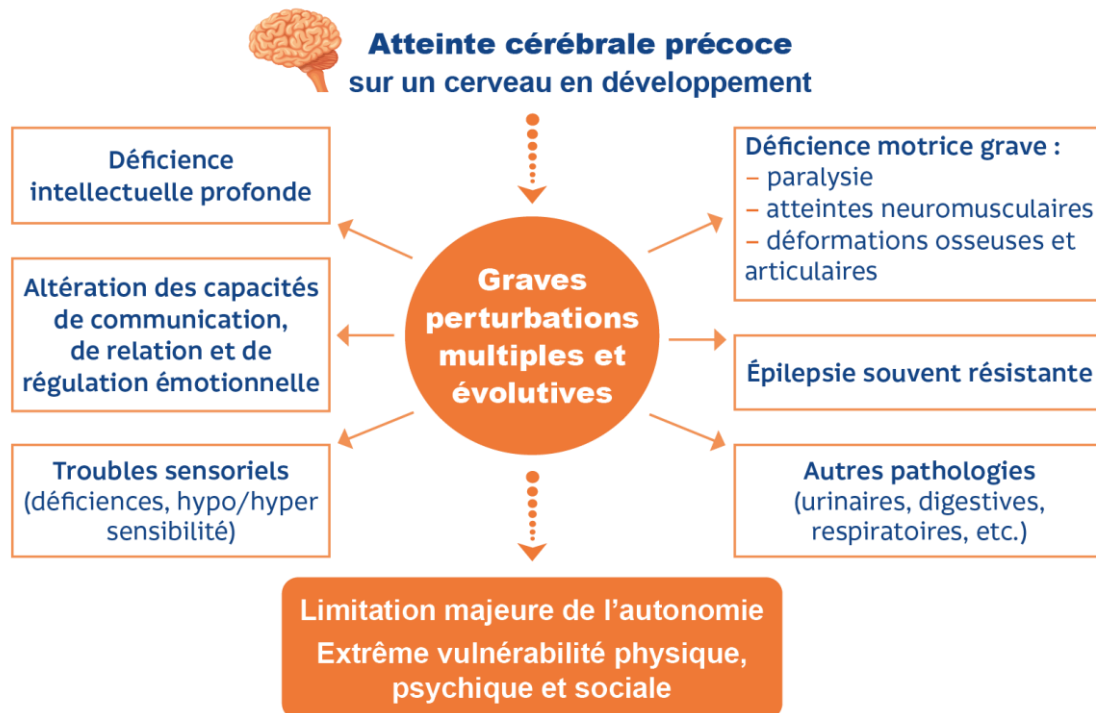 Atteinte cérébrale précoce
sur un cerveau en développement
Déficience
intellectuelle profonde
Altération des capacités
de communication,
de relation et de
régulation émotionnelle
Troubles sensoriels
(déficiences, hypo/hyper
sensibilité)
Graves
perturbations
multiples et
évolutives
Déficience motrice grave :
– paralysie
– atteintes neuromusculaires
– déformations osseuses et
articulaires
Épilepsie souvent résistante
Autres pathologies
(urinaires, digestives,
respiratoires, etc.)
Limitation majeure de l’autonomie
Extrême vulnérabilité physique,
psychique et sociale